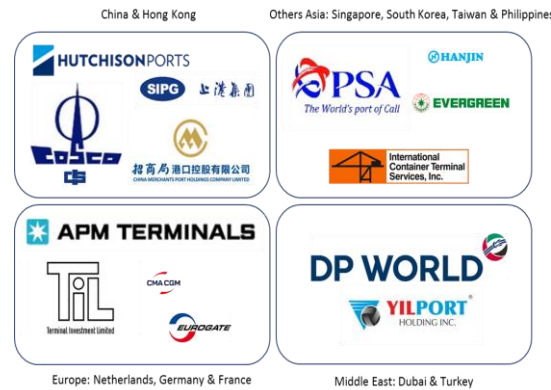 China & Hong Kong
Others Asia: Singapore, South Korea, Taiwan & Philippines
HUTCHISON PORTS
SIPG 上港集团
COSCO
招商局港口控股有限公司
CHINA MERCHANTS PORT HOLDINGS COMPANY LIMITED
PSA
The World's port of Call
HANJIN
EVERGREEN
International
Container Terminal
Services, Inc.
APM TERMINALS
TiL
Terminal Investment Limited
CMA CGM
EUROGATE
DP WORLD
YILPORT®
HOLDING INC.
Europe: Netherlands, Germany & France
Middle East: Dubai & Turkey